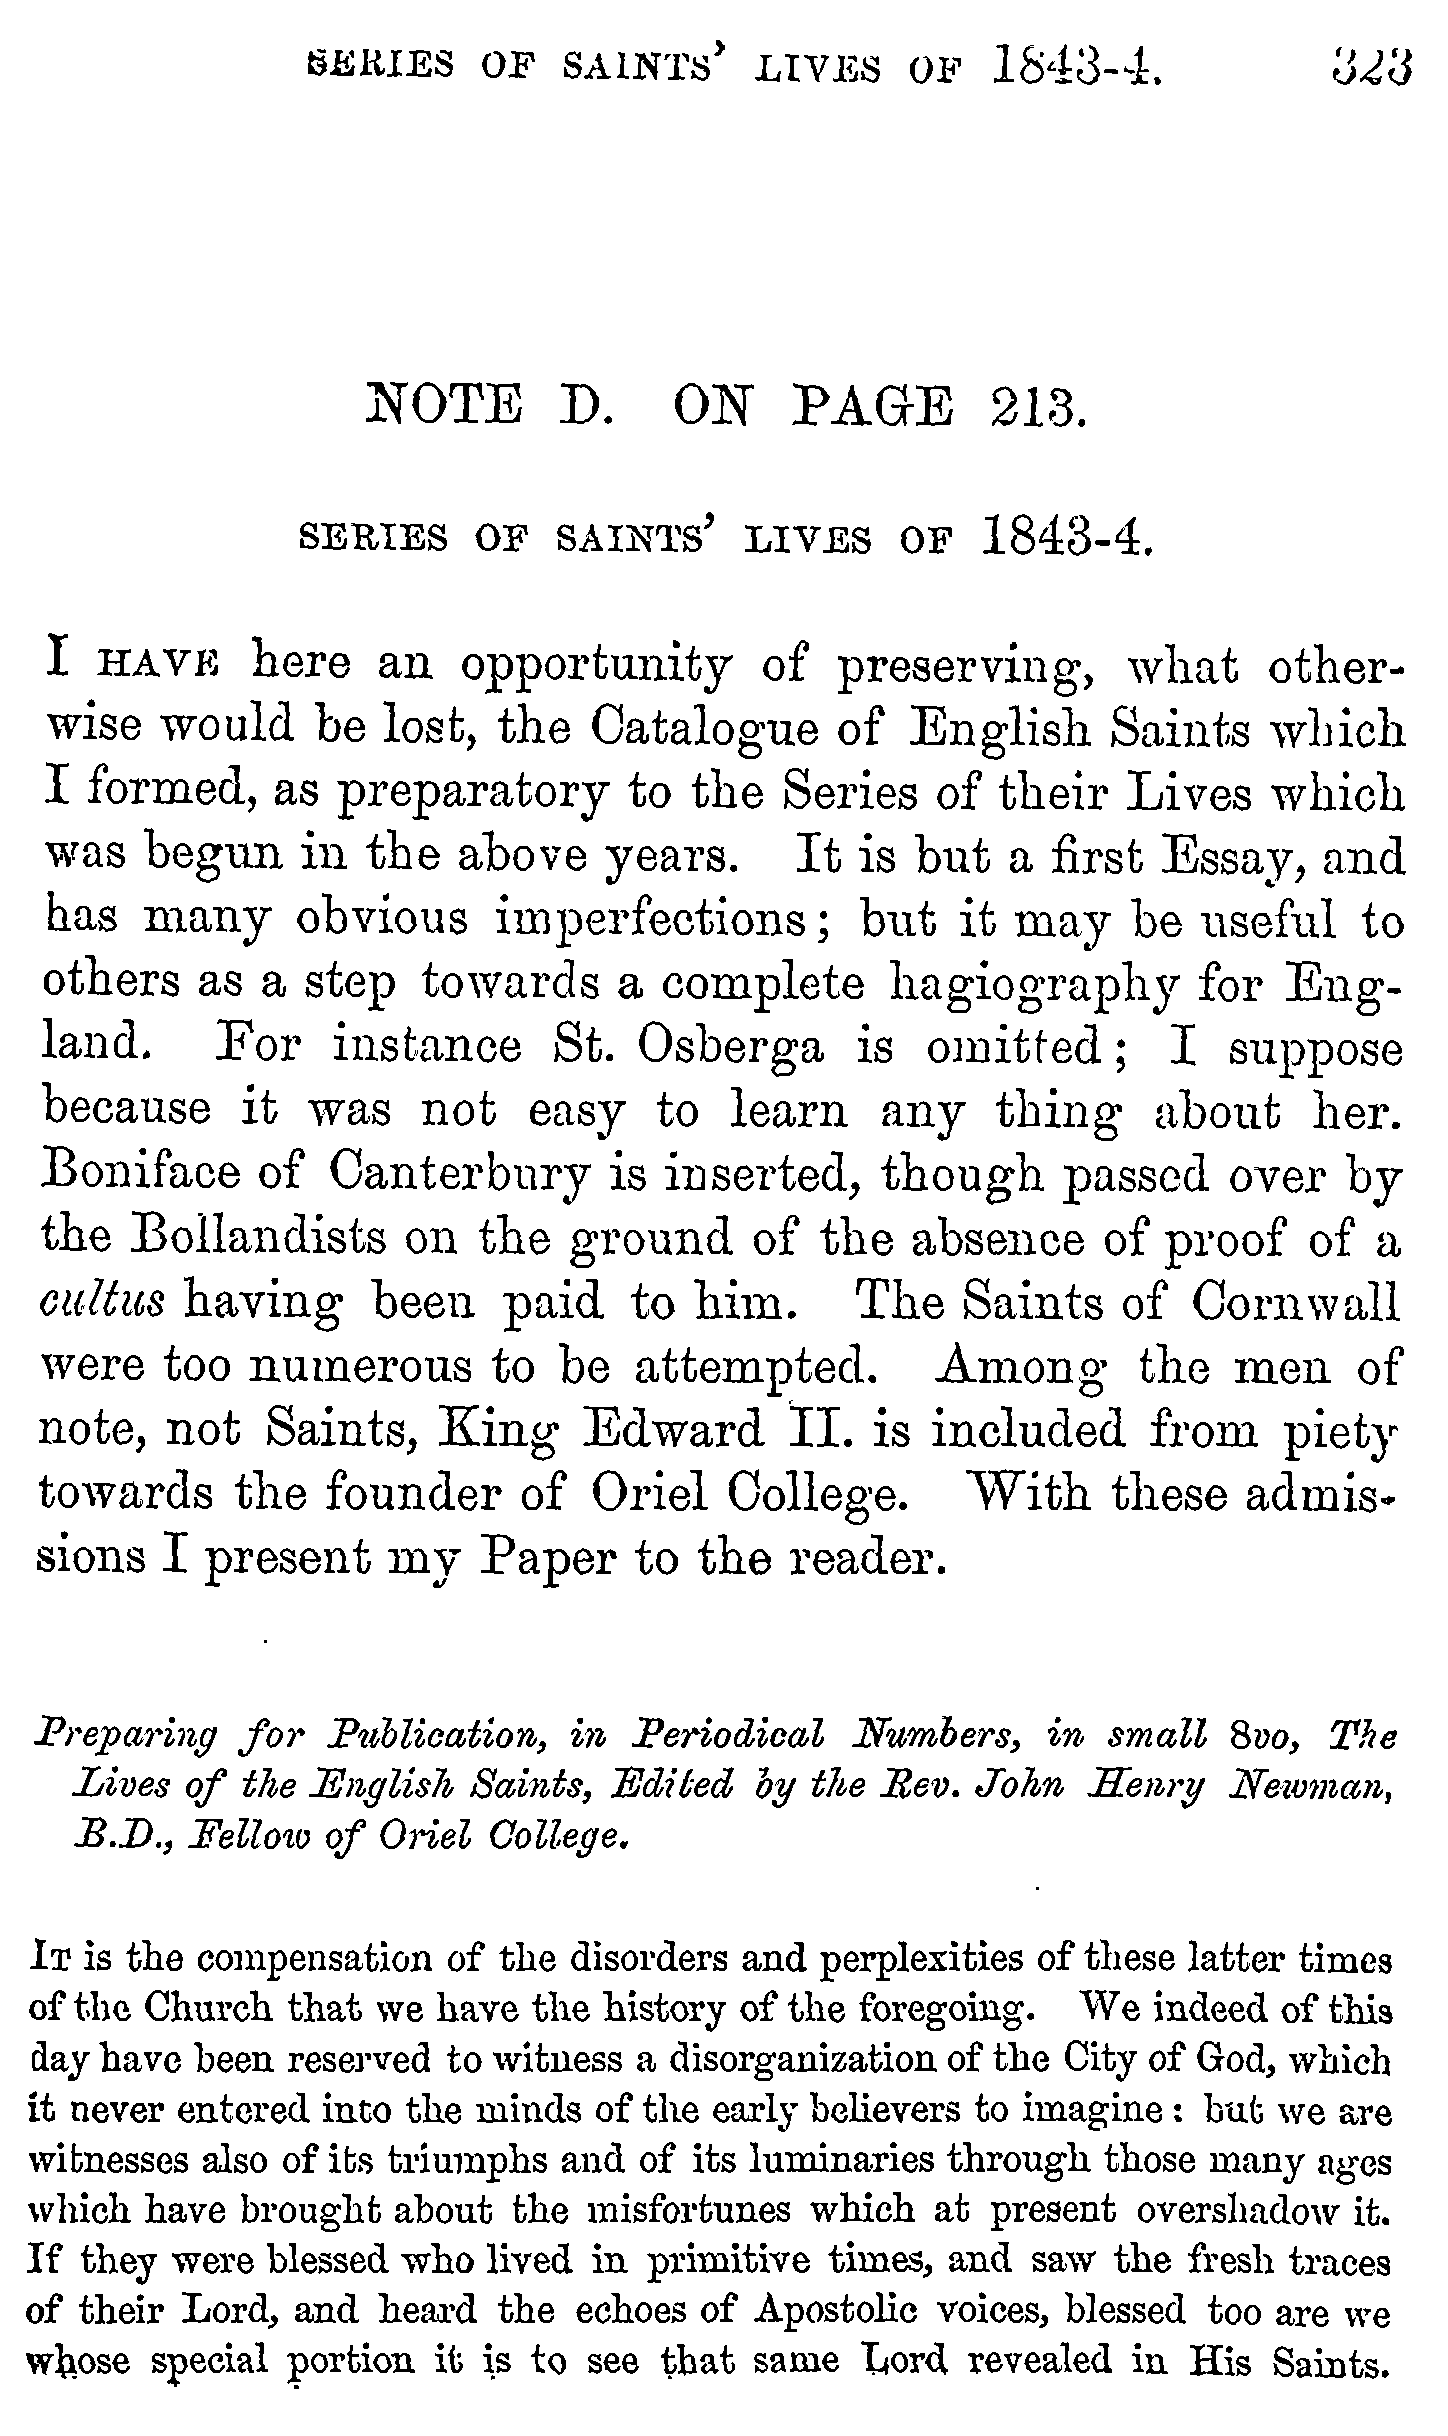 SERIES OF SAINTS' LIVES OF 1843-4. 323
NOTE D. ON PAGE 213.
SERIES OF SAINTS' LIVES OF 1843-4.
I HAVE here an opportunity of preserving, what other-
wise would be lost, the Catalogue of English Saints which
I formed, as preparatory to the Series of their Lives which
was begun in the above years. It is but a first Essay, and
has many obvious imperfections; but it may be useful to
others as a step towards a complete hagiography for Eng-
land. For instance St. Osberga is omitted; I suppose
because it was not easy to learn any thing about her.
Boniface of Canterbury is inserted, though passed over by
the Bollandists on the ground of the absence of proof of a
cultus having been paid to him. The Saints of Cornwall
were too numerous to be attempted. Among the men of
note, not Saints, King Edward II. is included from piety
towards the founder of Oriel College. With these admis-
sions I present my Paper to the reader.
Preparing for Publication, in Periodical Numbers, in small 8vo, The
Lives of the English Saints, Edited by the Rev. John Henry Newman,
B.D., Fellow of Oriel College.
IT is the compensation of the disorders and perplexities of these latter times
of the Church that we have the history of the foregoing. We indeed of this
day have been reserved to witness a disorganization of the City of God, which
it never entered into the minds of the early believers to imagine: but we are
witnesses also of its triumphs and of its luminaries through those many ages
which have brought about the misfortunes which at present overshadow it.
If they were blessed who lived in primitive times, and saw the fresh traces
of their Lord, and heard the echoes of Apostolic voices, blessed too are we
whose special portion it is to see that same Lord revealed in His Saints.